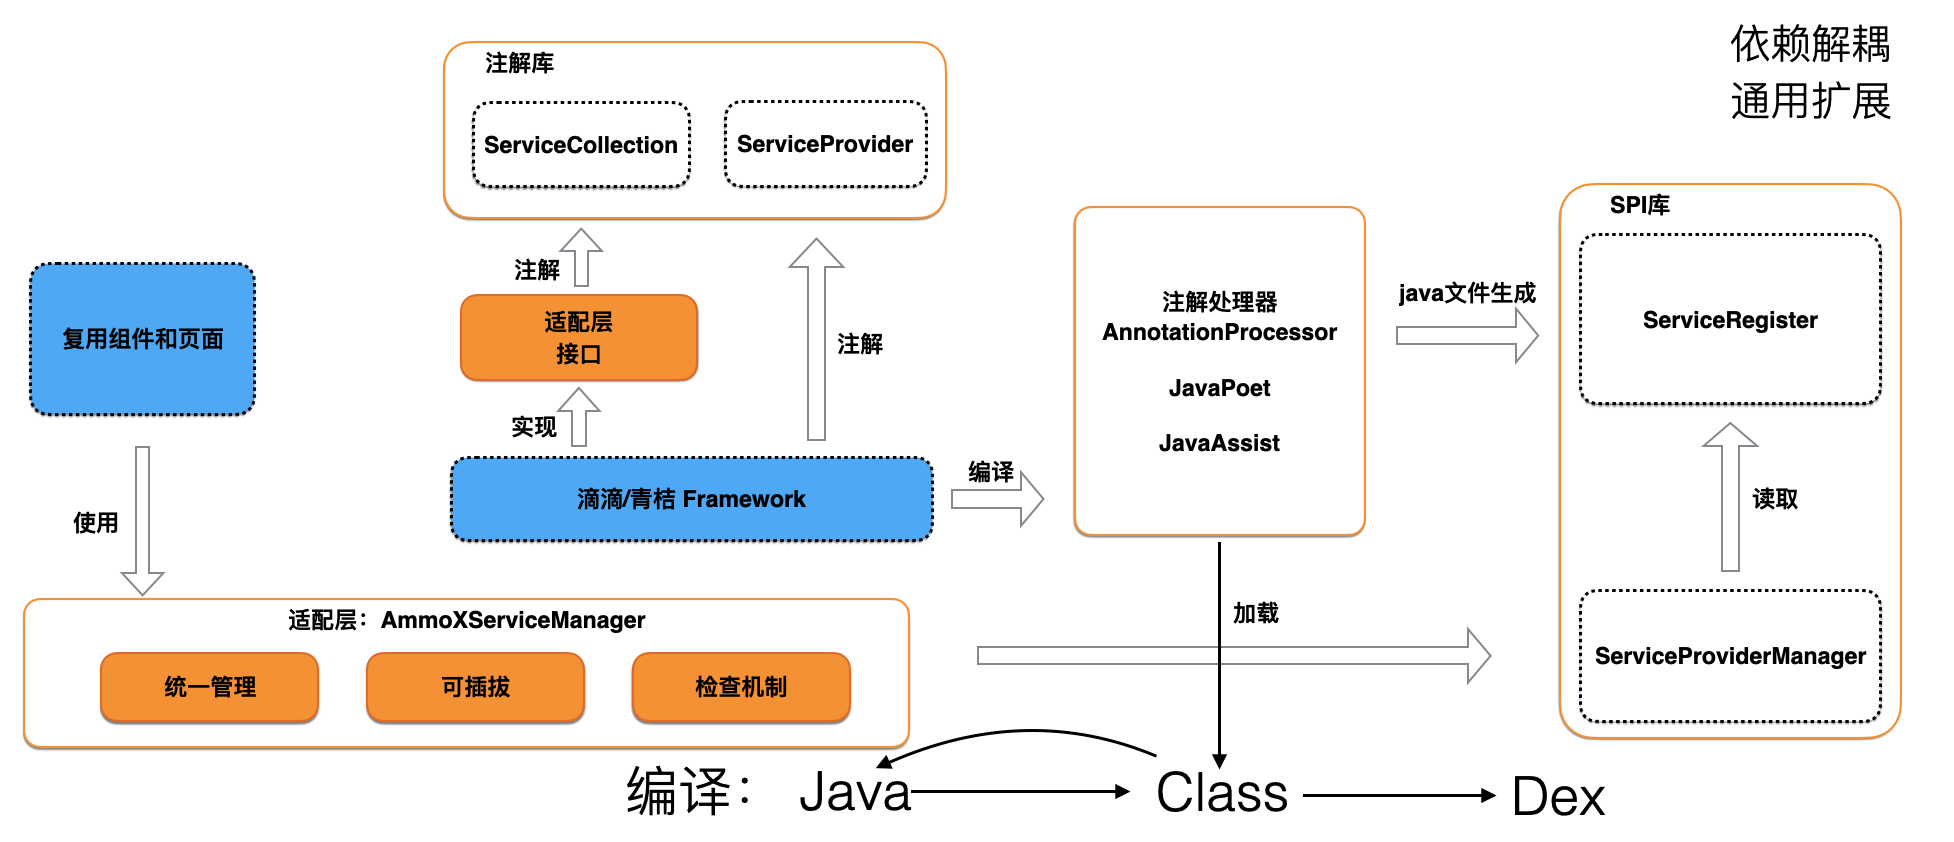 依赖解耦
通用扩展
注解库
ServiceCollection
ServiceProvider
注解
适配层
接口
注解
实现
复用组件和页面
使用
滴滴/青桔 Framework
编译
注解处理器
AnnotationProcessor
JavaPoet
JavaAssist
java文件生成
SPI库
ServiceRegister
读取
ServiceProviderManager
加载
适配层：AmmoXServiceManager
统一管理
可插拔
检查机制
编译： Java Class Dex